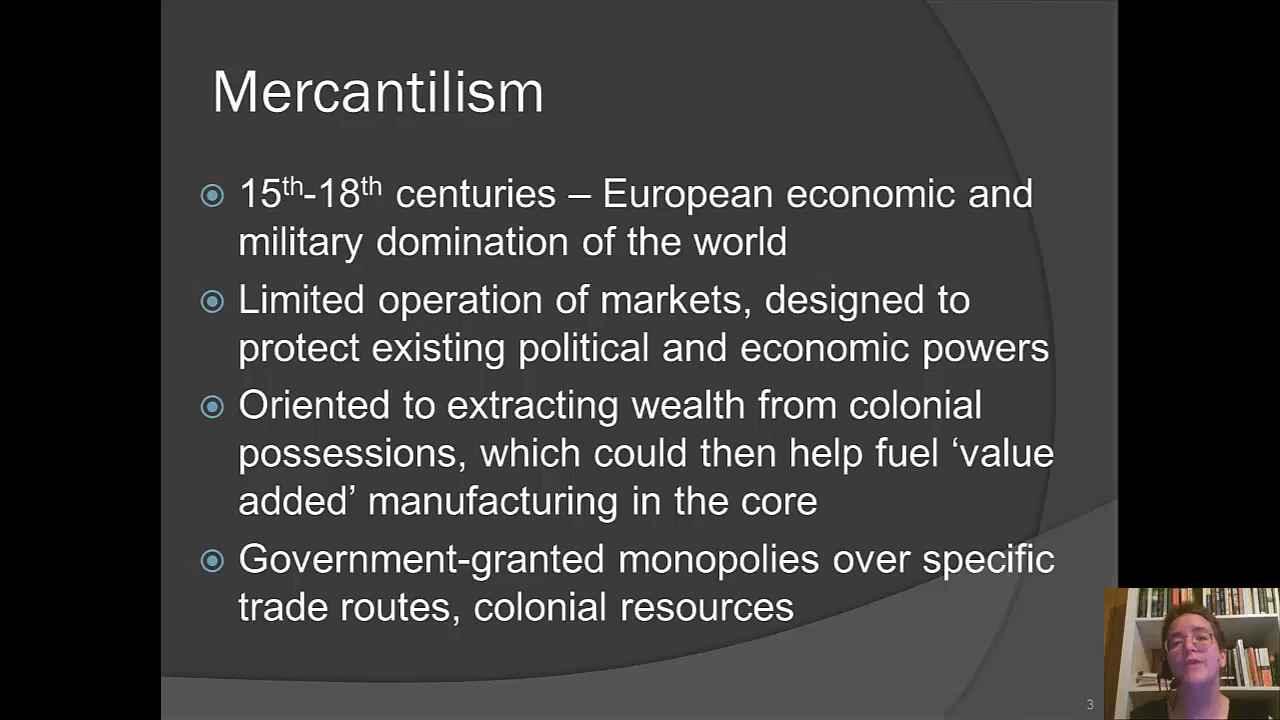 Mercantilism
15th-18th centuries – European economic and
military domination of the world
Limited operation of markets, designed to
protect existing political and economic powers
Oriented to extracting wealth from colonial
possessions, which could then help fuel ‘value
added’ manufacturing in the core
Government-granted monopolies over specific
trade routes, colonial resources
3